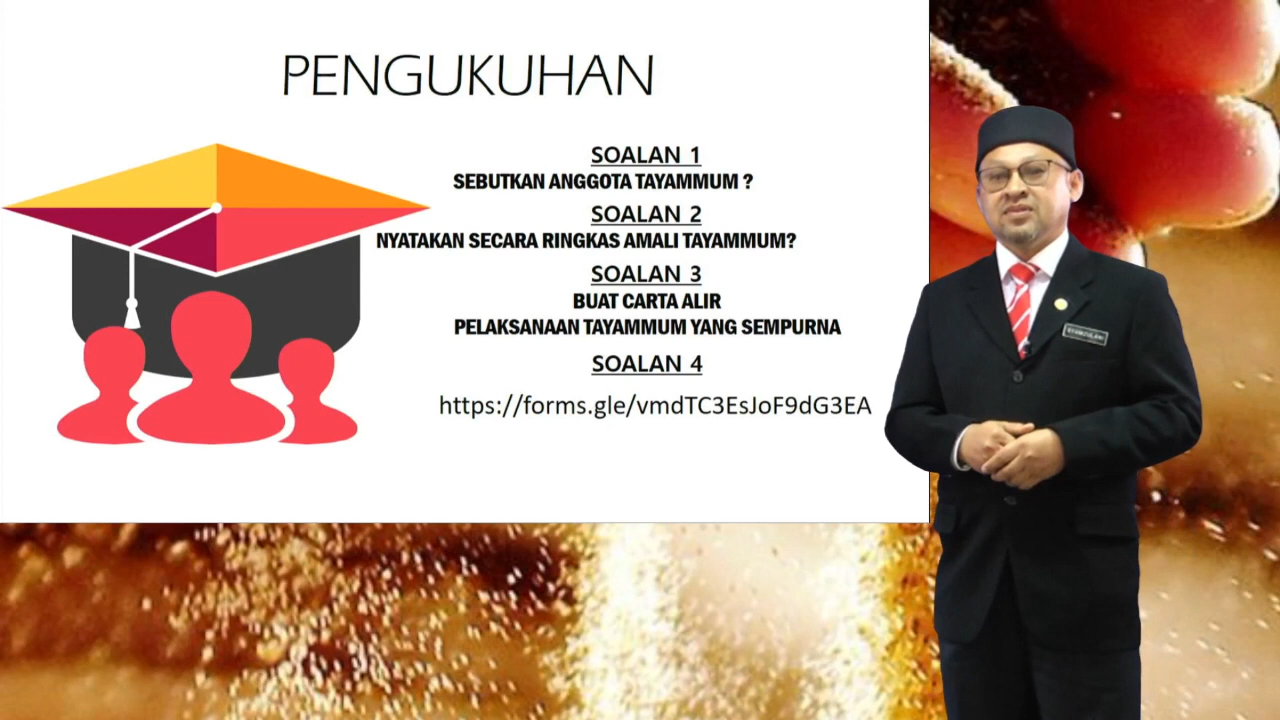 PENGUKUHAN
SOALAN 1
SEBUTKAN ANGGOTA TAYAMMUM ?
SOALAN 2
NYATAKAN SECARA RINGKAS AMALI TAYAMMUM?
SOALAN 3
BUAT CARTA ALIR
PELAKSANAAN TAYAMMUM YANG SEMPURNA
SOALAN 4
https://forms.gle/vmdTC3EsJoF9dG3EA